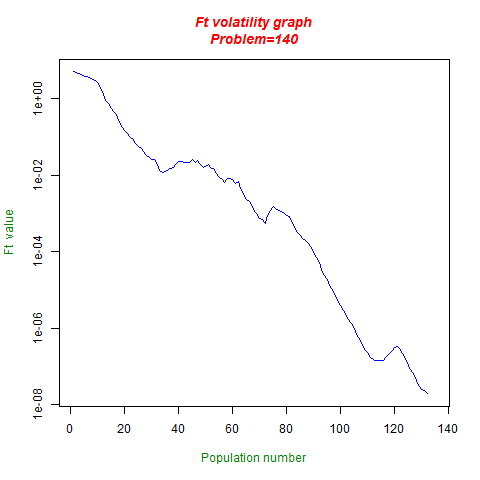 Ft volatility graph
Problem=140
1e+00
1e-02
1e-04
1e-06
1e-08
Ft value
0 20 40 60 80 100 120 140
Population number